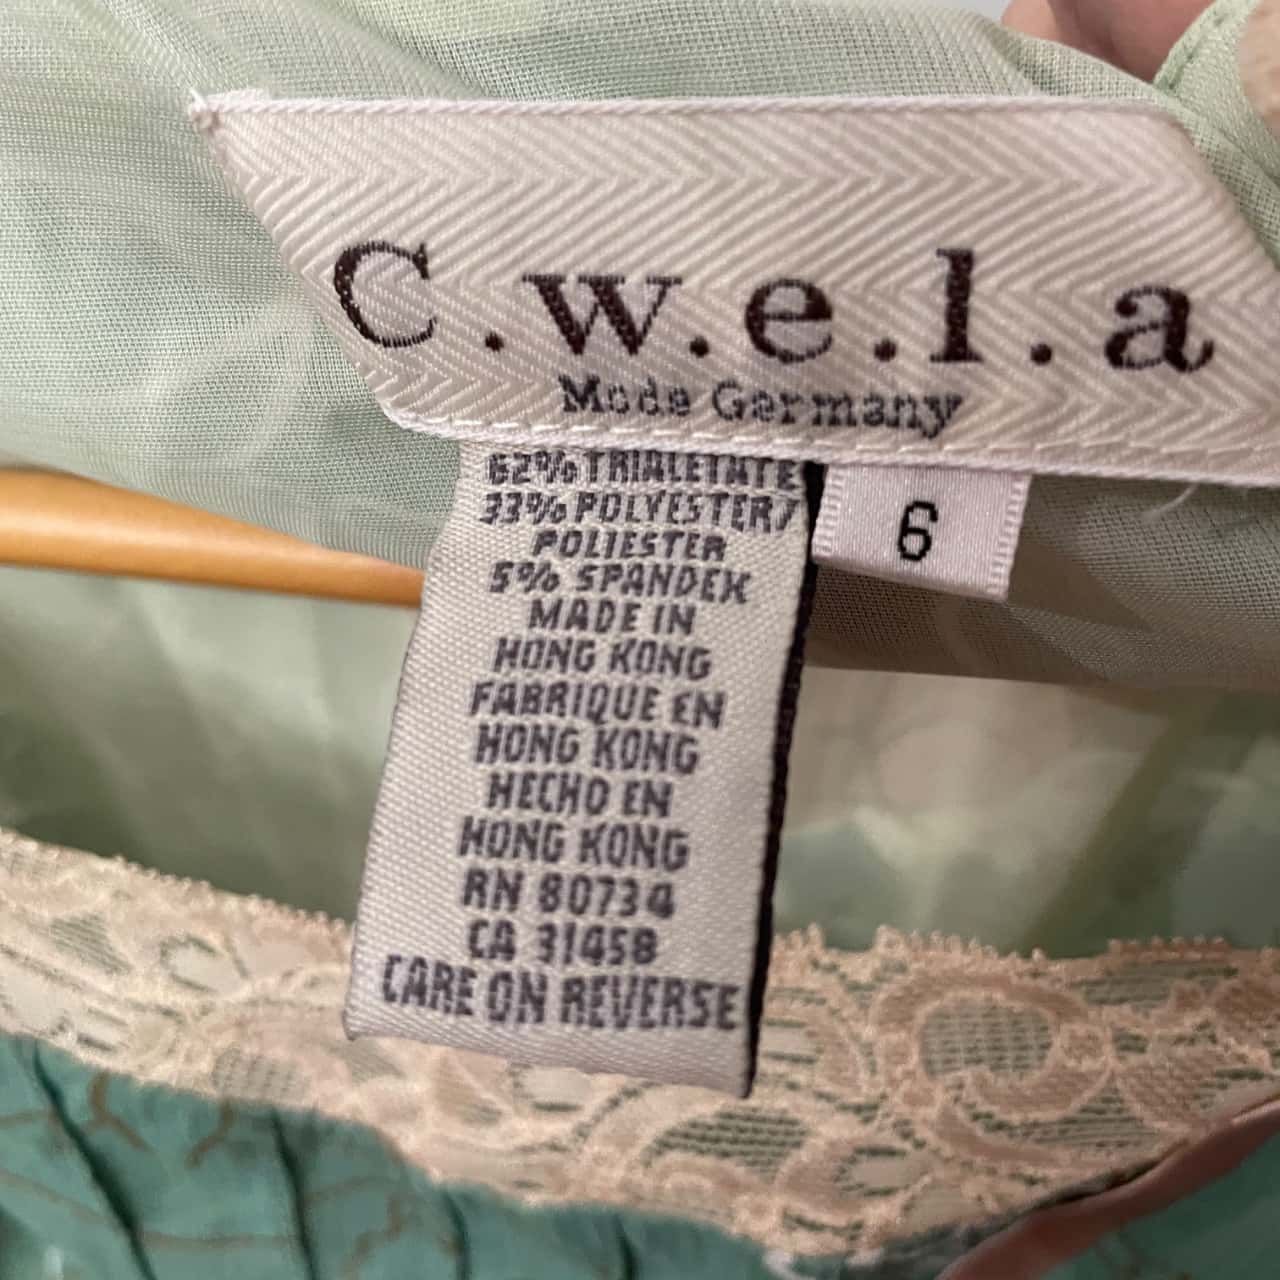 C.w.e.l.a
Mode Germany
6
62% TRIALETATE
33% POLYESTER/
POLIESTER
5% SPANDEX
MADE IN
HONG KONG
FABRIQUE EN
HONG KONG
HECHO EN
HONG KONG
RN 80734
CA 31458
CARE ON REVERSE